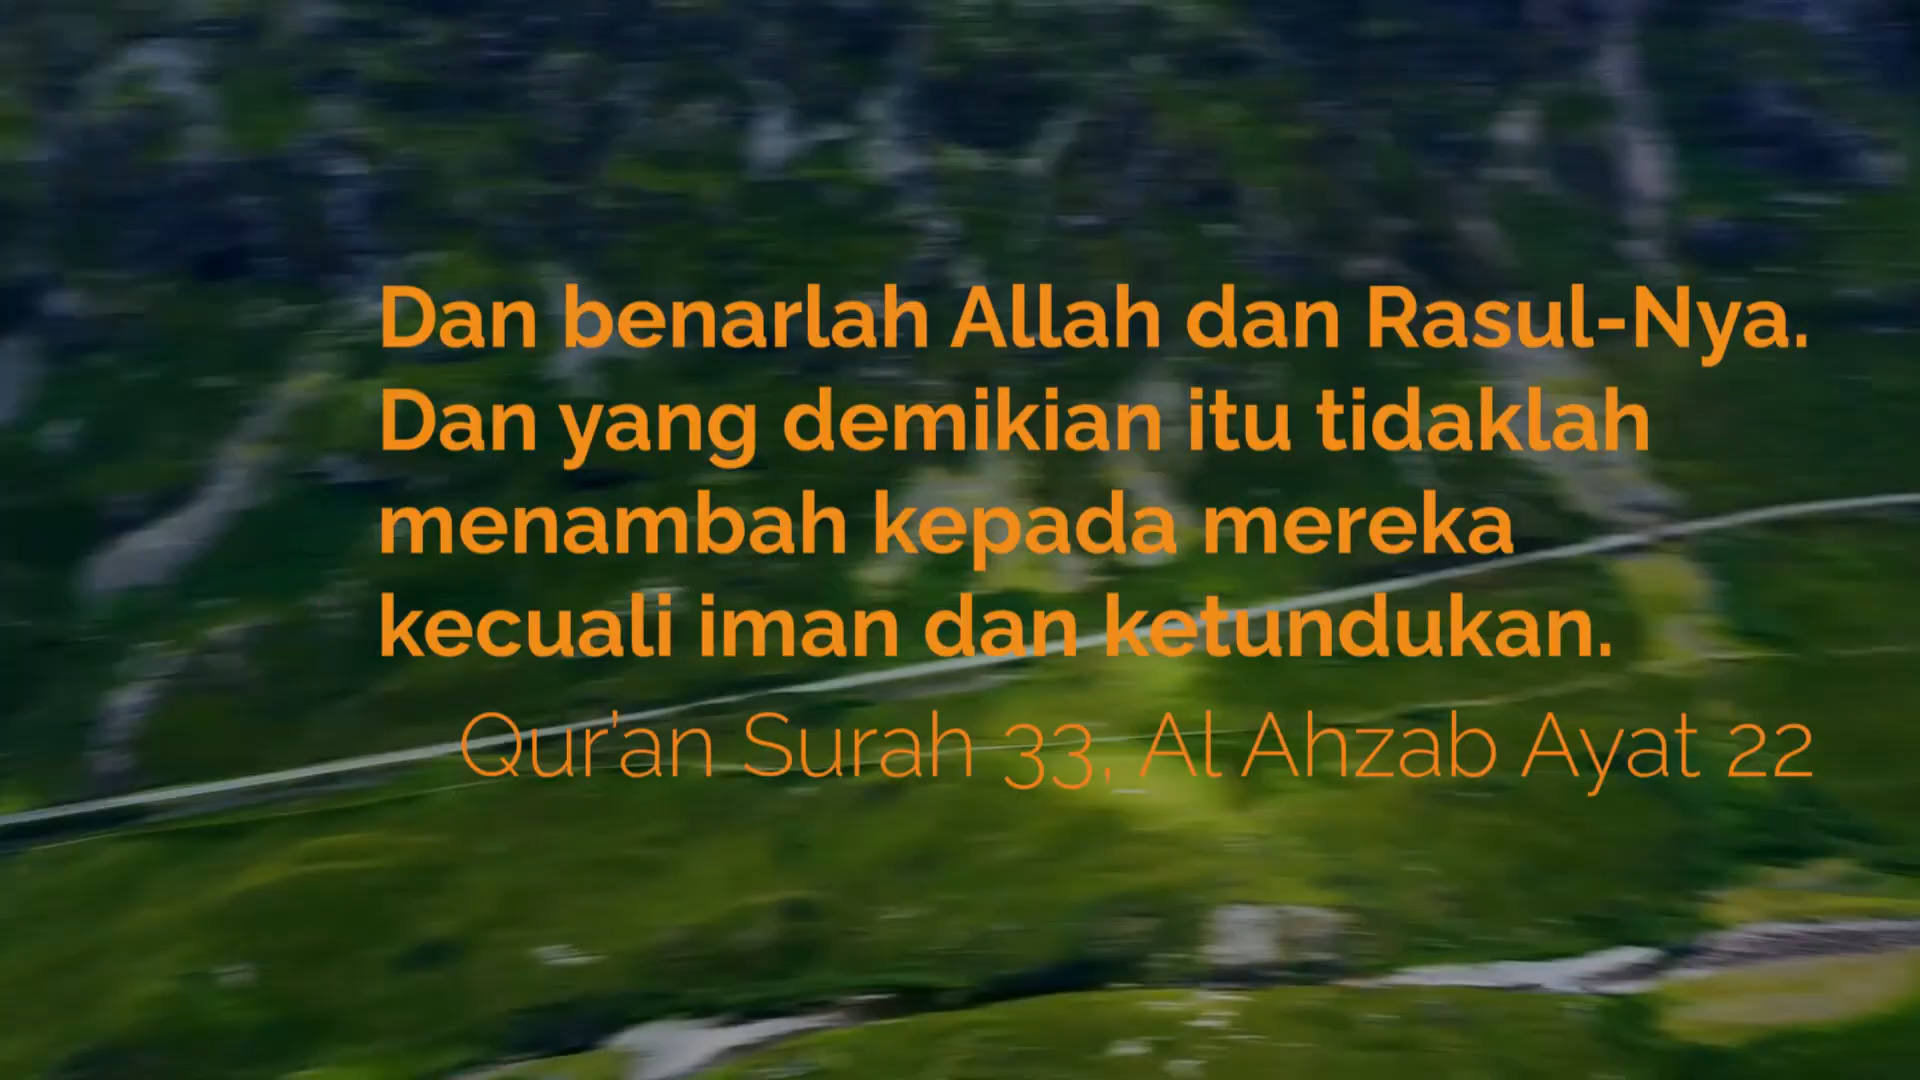 Dan benarlah Allah dan Rasul-Nya.
Dan yang demikian itu tidaklah
menambah kepada mereka
kecuali iman dan ketundukan.
Qur’an Surah 33, Al Ahzab Ayat 22